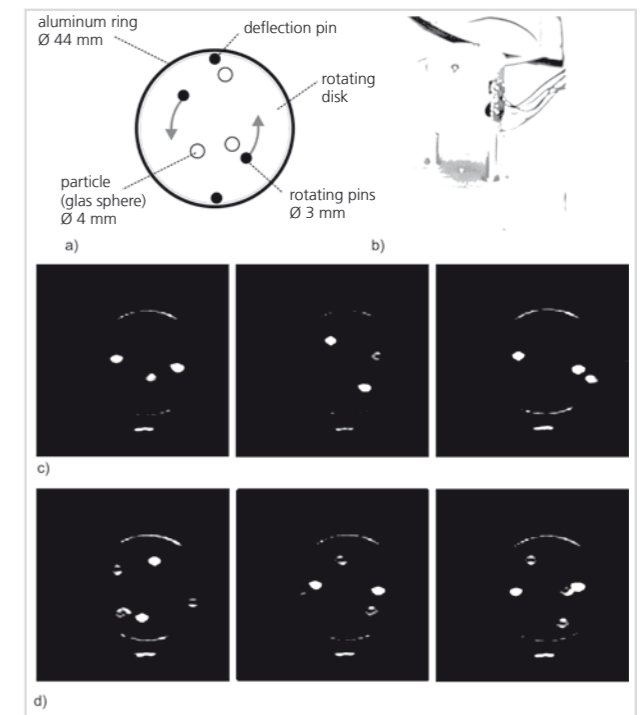 aluminum ring
Ø 44 mm
deflection pin
rotating
disk
particle
(glas sphere)
Ø 4 mm
rotating pins
Ø 3 mm
a)
b)
c)
d)